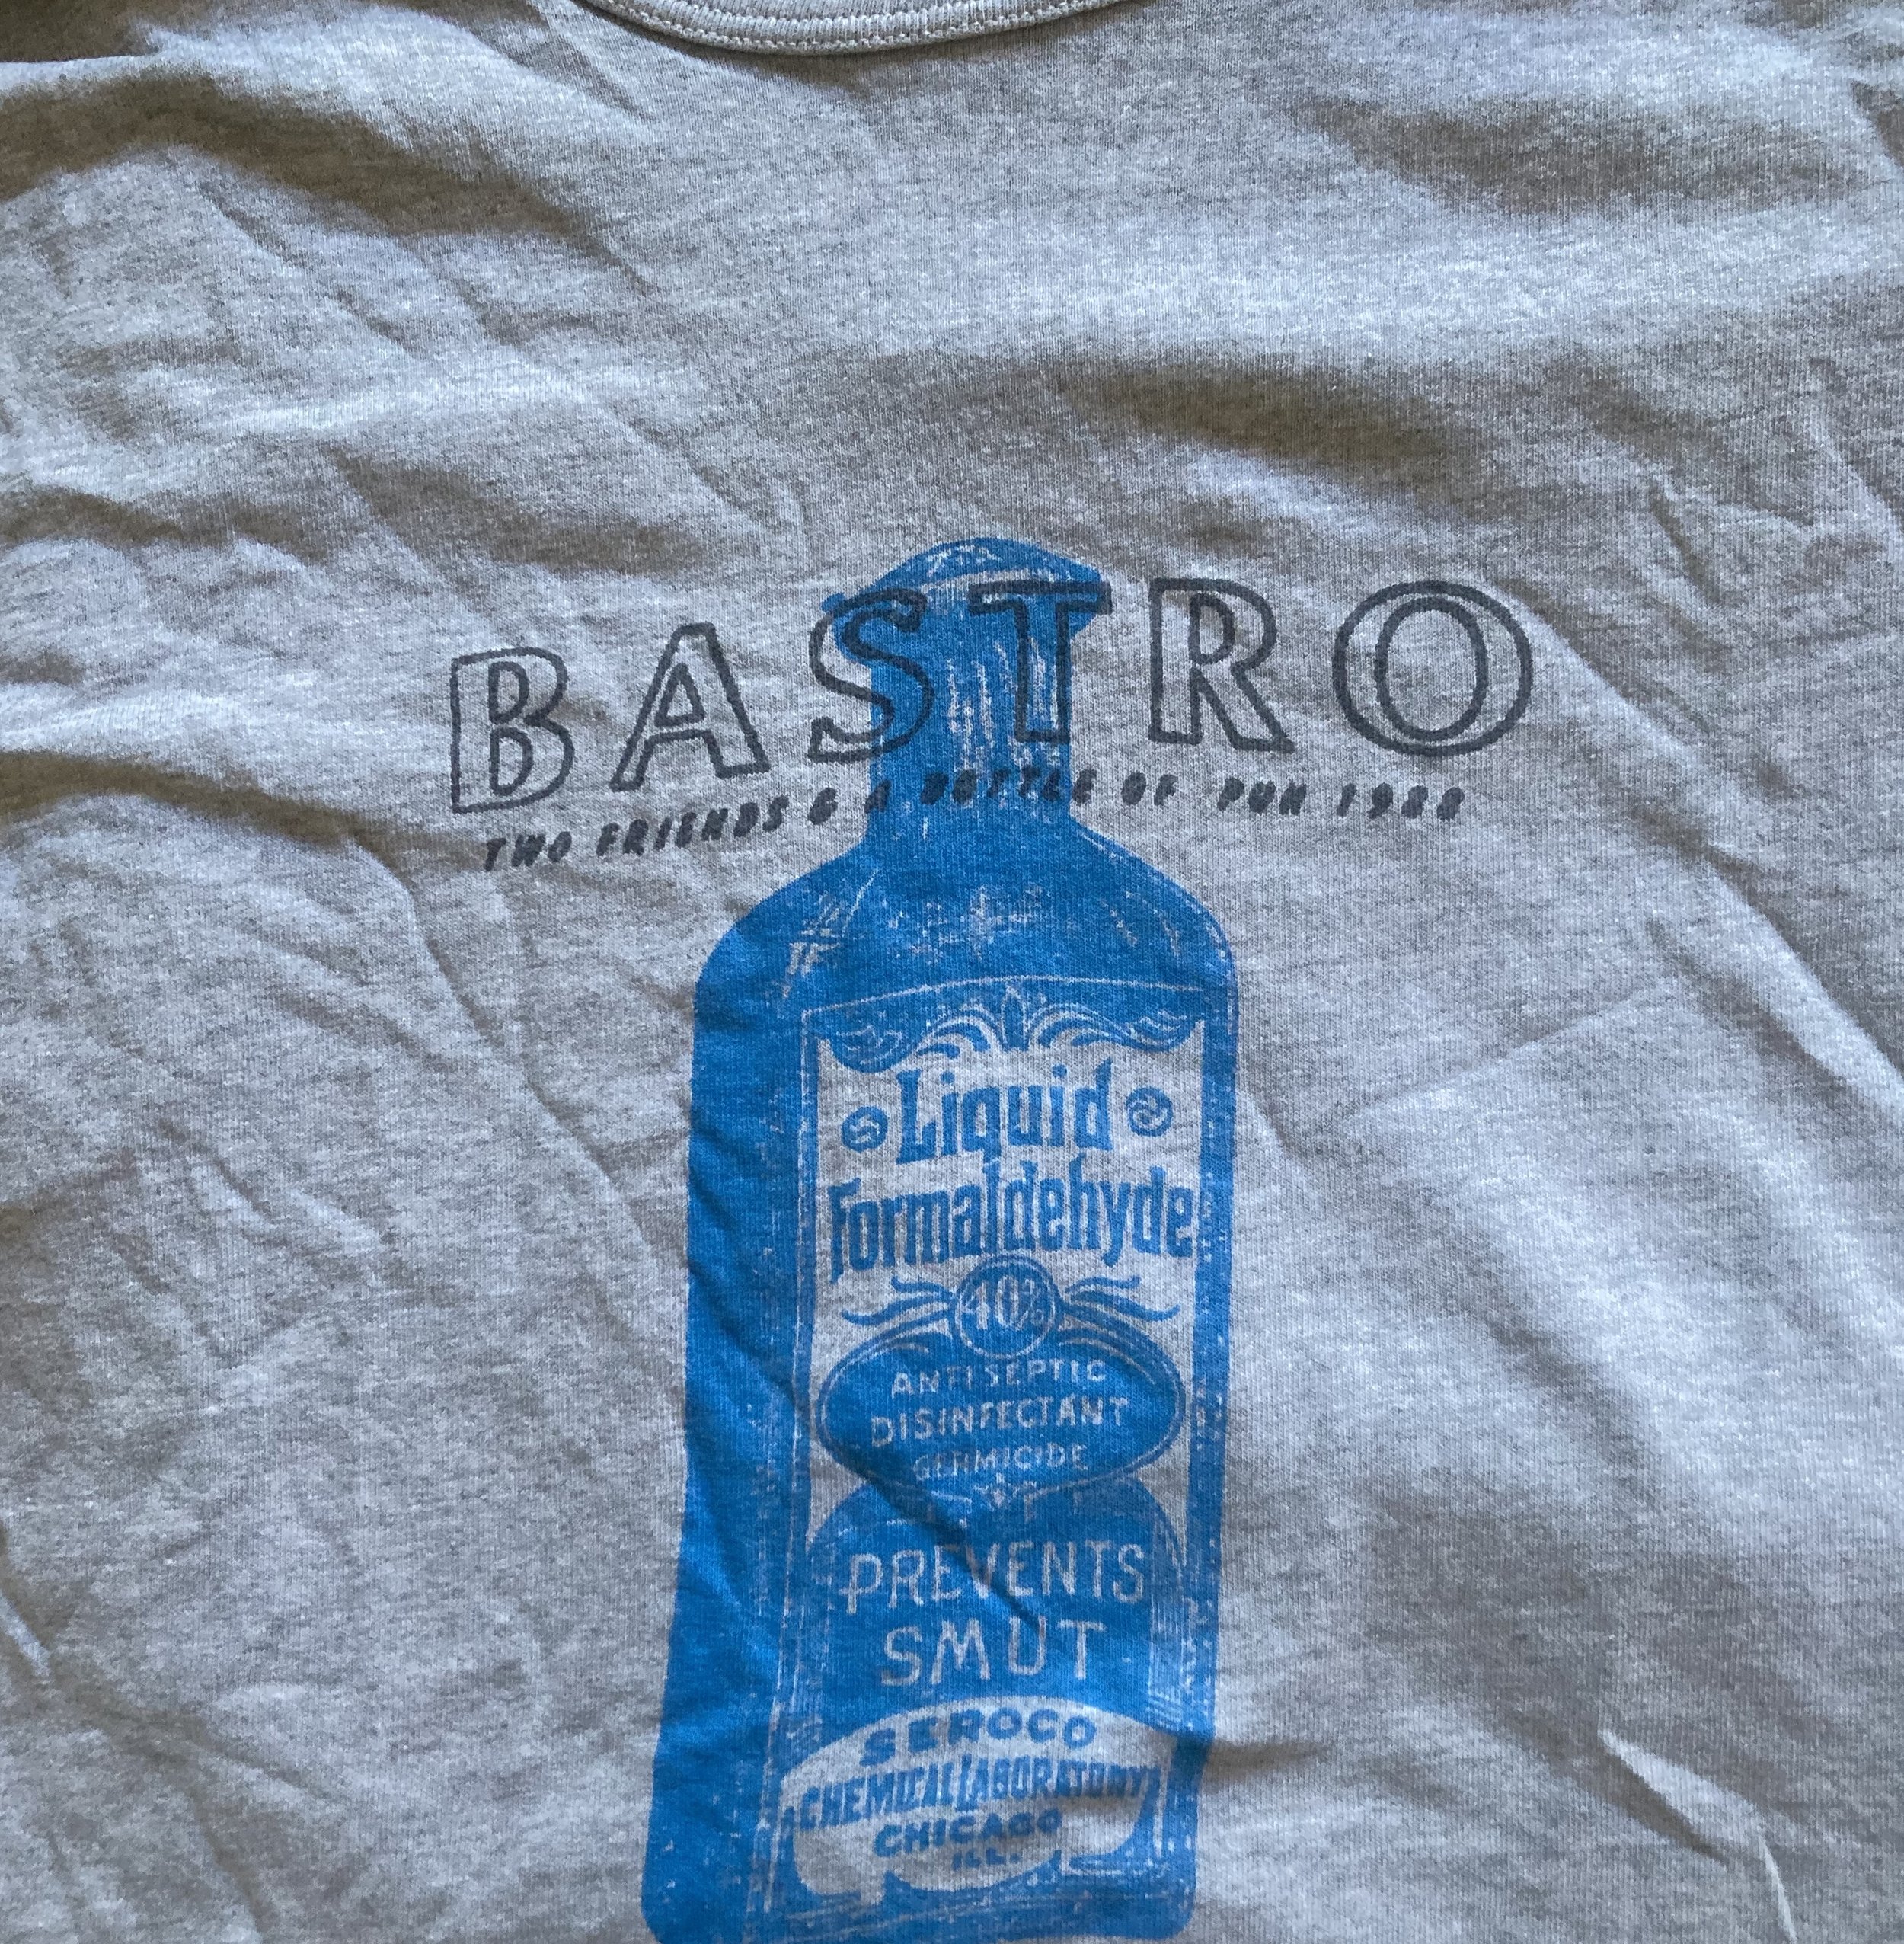 BASTRO
TWO FRIENDS & A BOTTLE OF PUH 1988
Liquid
Formaldehyde
40%
ANTISEPTIC
DISINFECTANT
GERMICIDE
PREVENTS
SMUT
SEROCO
CHEMICAL LABORATORY
CHICAGO
ILL.